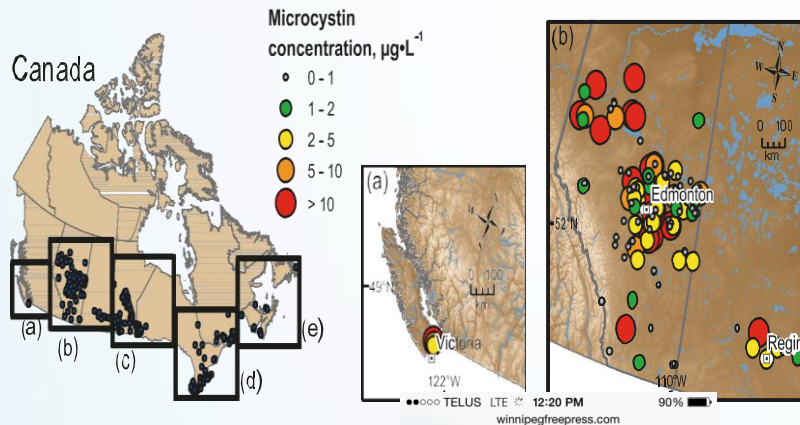 Canada
Microcystin
concentration, µg•L⁻¹
0 - 1
1 - 2
2 - 5
5 - 10
> 10
(a)
(b)
(c)
(d)
(e)
(a)
N
0 100
km
49°N
Victoria
122°W
(b)
N
W E
S
0 100
km
Edmonton
52°N
Regin
110°W
●●○○○ TELUS LTE 12:20 PM 90%
winnipegfreepress.com